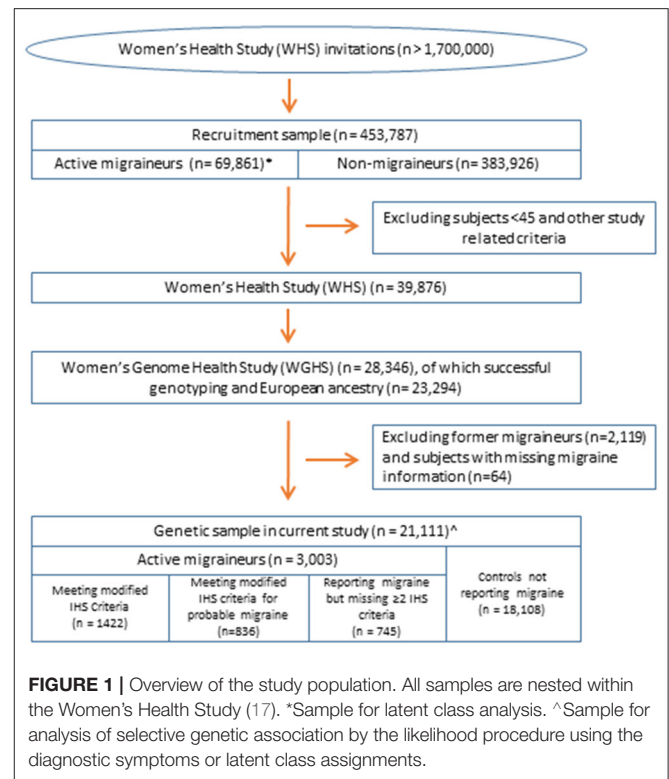 Women's Health Study (WHS) invitations (n > 1,700,000)
Recruitment sample (n = 453,787)
Active migraineurs (n= 69,861)*
Non-migraineurs (n= 383,926)
Excluding subjects <45 and other study
related criteria
Women's Health Study (WHS) (n = 39,876)
Women's Genome Health Study (WGHS) (n = 28,346), of which successful
genotyping and European ancestry (n = 23,294)
Excluding former migraineurs (n=2,119)
and subjects with missing migraine
information (n=64)
Genetic sample in current study (n = 21,111)^
Active migraineurs (n = 3,003)
Meeting modified
IHS Criteria
(n = 1422)
Meeting modified
IHS criteria for
probable migraine
(n=836)
Reporting migraine
but missing ≥2 IHS
criteria
(n = 745)
Controls not
reporting migraine
(n = 18,108)
FIGURE 1 | Overview of the study population. All samples are nested within
the Women's Health Study (17). *Sample for latent class analysis. ^Sample for
analysis of selective genetic association by the likelihood procedure using the
diagnostic symptoms or latent class assignments.